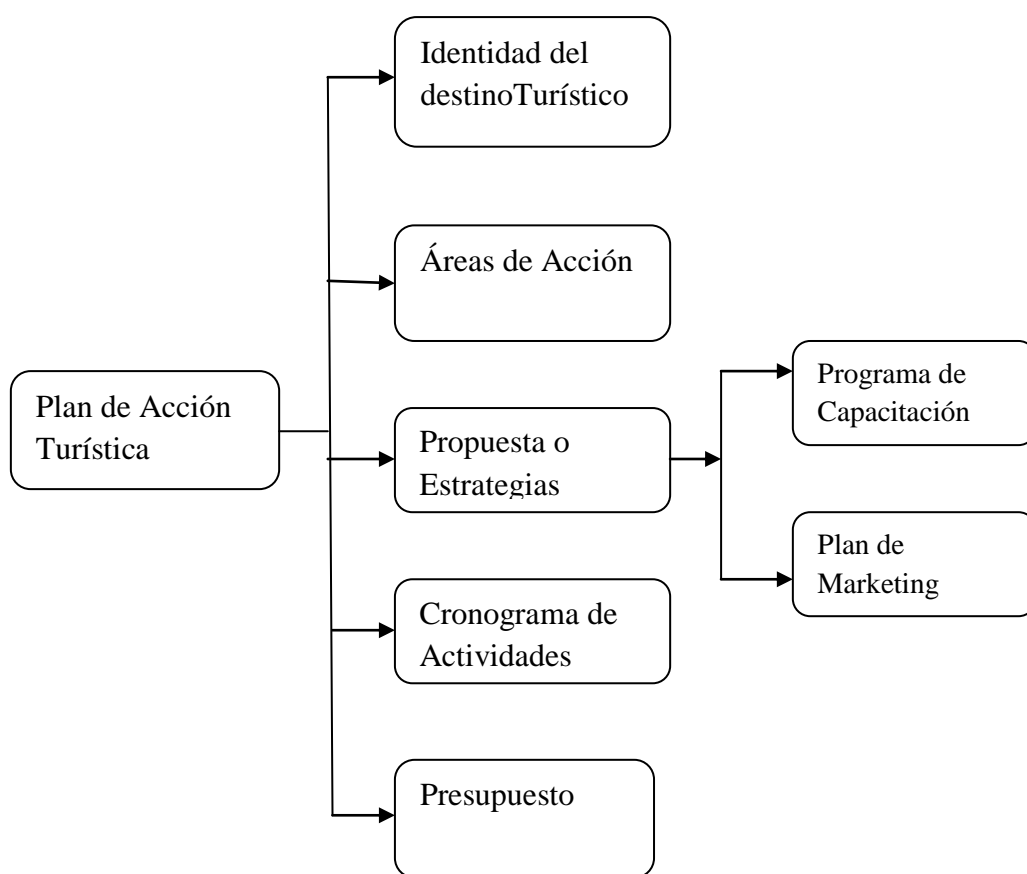 Identidad del
destinoTurístico
Áreas de Acción
Plan de Acción
Turística
Propuesta o
Estrategias
Programa de
Capacitación
Plan de
Marketing
Cronograma de
Actividades
Presupuesto